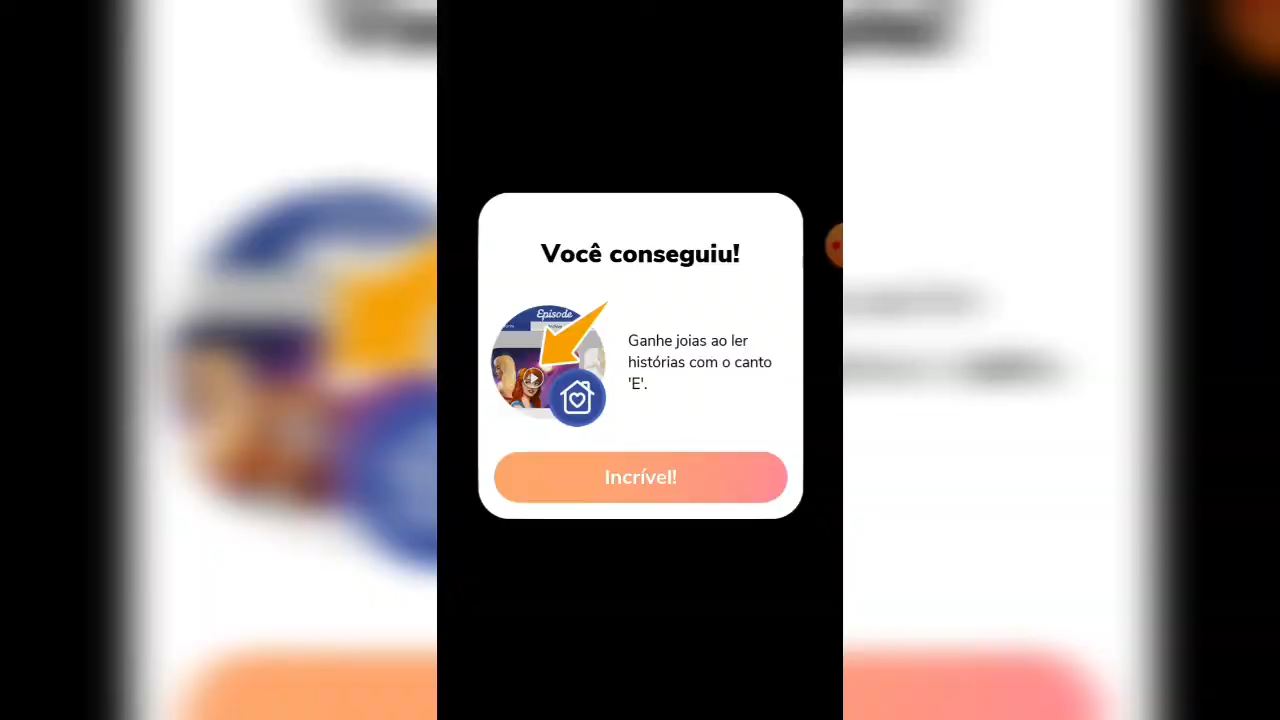 Você conseguiu!
Episode
Ganhe joias ao ler
histórias com o canto
'E'.
Incrível!